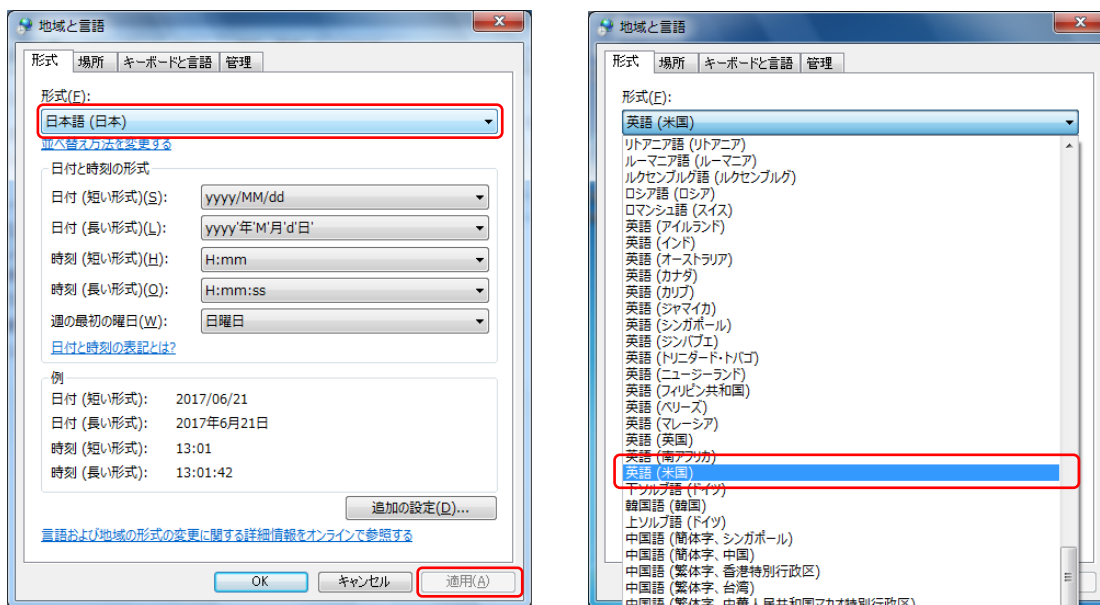 地域と言語
形式
場所
キーボードと言語
管理
形式(F):
日本語 (日本)
並べ替え方法を変更する
日付と時刻の形式
日付 (短い形式)(S):
yyyy/MM/dd
日付 (長い形式)(L):
yyyy'年'M'月'd'日'
時刻 (短い形式)(H):
H:mm
時刻 (長い形式)(O):
H:mm:ss
週の最初の曜日(W):
日曜日
日付と時刻の表記とは?
例
日付 (短い形式): 2017/06/21
日付 (長い形式): 2017年6月21日
時刻 (短い形式): 13:01
時刻 (長い形式): 13:01:42
追加の設定(D)...
言語および地域の形式の変更に関する詳細情報をオンラインで参照する
OK
キャンセル
適用(A)
地域と言語
形式
場所
キーボードと言語
管理
形式(F):
英語 (米国)
リトアニア語 (リトアニア)
ルーマニア語 (ルーマニア)
ルクセンブルグ語 (ルクセンブルグ)
ロシア語 (ロシア)
ロマンシュ語 (スイス)
英語 (アイルランド)
英語 (インド)
英語 (オーストラリア)
英語 (カナダ)
英語 (カリブ)
英語 (ジャマイカ)
英語 (シンガポール)
英語 (ジンバブエ)
英語 (トリニダード・トバゴ)
英語 (ニュージーランド)
英語 (フィリピン共和国)
英語 (ベリーズ)
英語 (マレーシア)
英語 (英国)
英語 (南アフリカ)
英語 (米国)
下ソルブ語 (ドイツ)
韓国語 (韓国)
上ソルブ語 (ドイツ)
中国語 (簡体字、シンガポール)
中国語 (簡体字、中国)
中国語 (繁体字、香港特別行政区)
中国語 (繁体字、台湾)
中国語 (繁体字、中華人民共和国マカオ特別行政区)